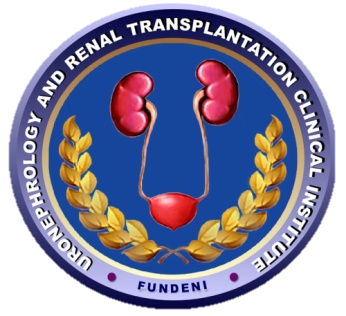 URONEPHROLOGY AND RENAL TRANSPLANTATION CLINICAL INSTITUTE
• FUNDENI •